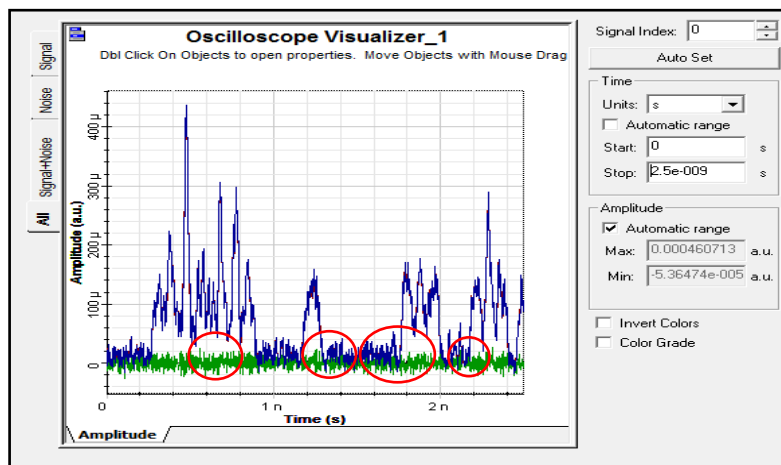 Oscilloscope Visualizer_1
Dbl Click On Objects to open properties. Move Objects with Mouse Drag
Signal
Noise
Signal+Noise
All
Amplitude (a.u.)
400 µ
300 µ
200 µ
100 µ
0
0
1 n
2 n
Time (s)
Amplitude
Signal Index: 0
Auto Set
Time
Units: s
Automatic range
Start: 0 s
Stop: 2.5e-009 s
Amplitude
Automatic range
Max: 0.000460713 a.u.
Min: -5.36474e-005 a.u.
Invert Colors
Color Grade